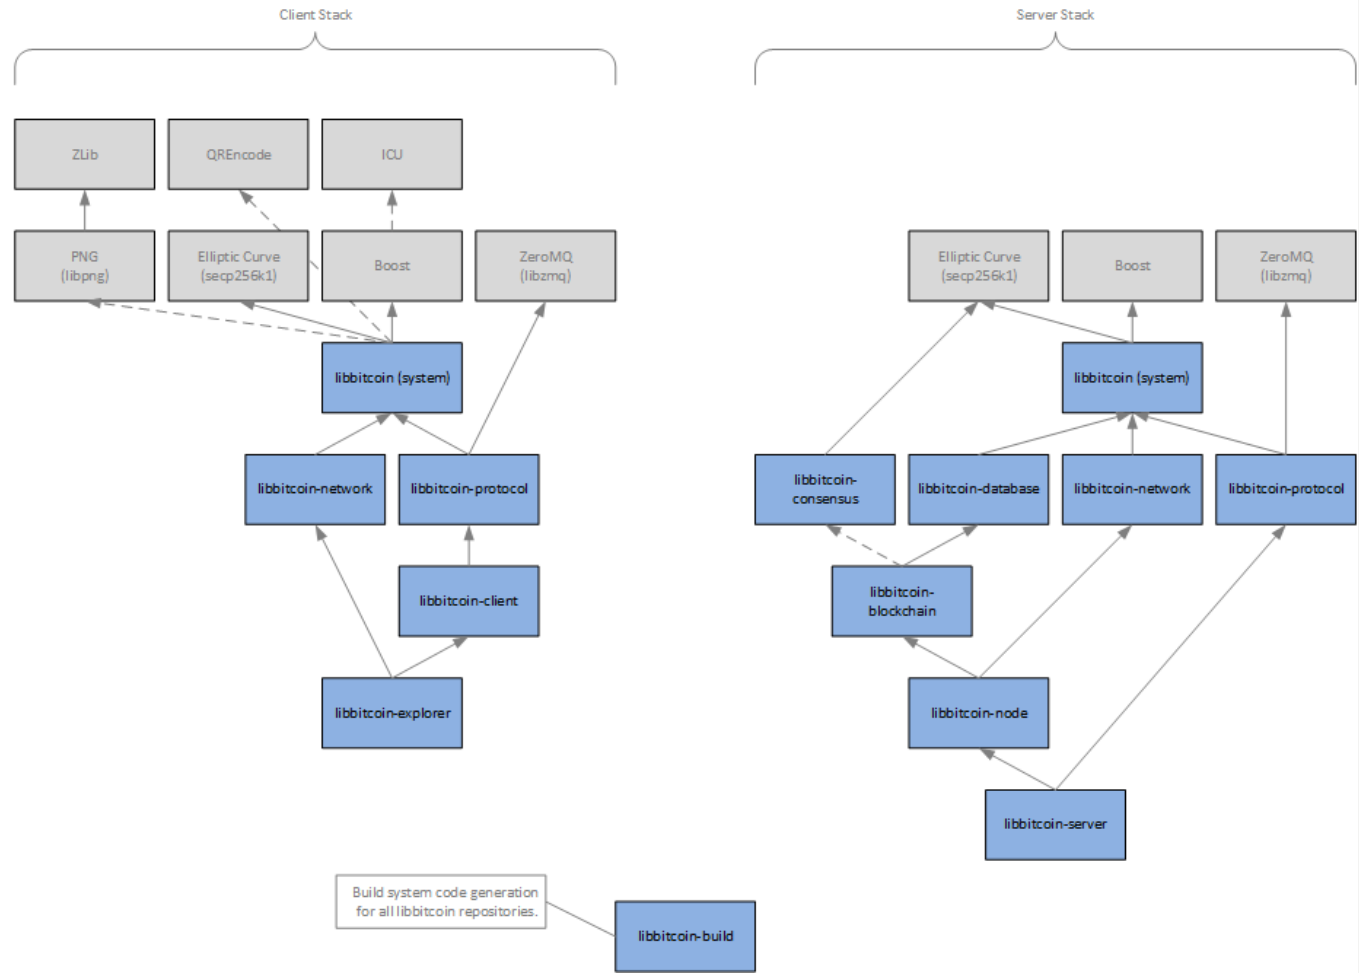 Client Stack
Server Stack
ZLib
QREncode
ICU
PNG
(libpng)
Elliptic Curve
(secp256k1)
Boost
ZeroMQ
(libzmq)
Elliptic Curve
(secp256k1)
Boost
ZeroMQ
(libzmq)
libbitcoin (system)
libbitcoin (system)
libbitcoin-network
libbitcoin-protocol
libbitcoin-
consensus
libbitcoin-database
libbitcoin-network
libbitcoin-protocol
libbitcoin-client
libbitcoin-
blockchain
libbitcoin-explorer
libbitcoin-node
libbitcoin-server
Build system code generation
for all libbitcoin repositories.
libbitcoin-build